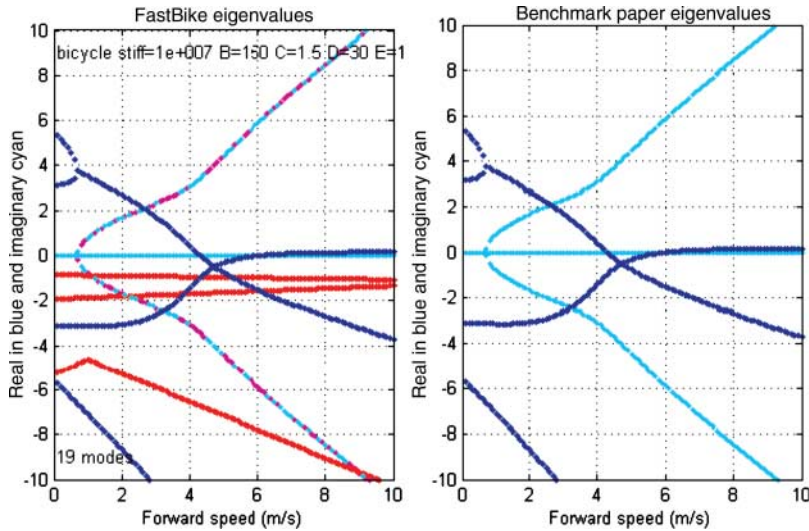 FastBike eigenvalues
Benchmark paper eigenvalues
bicycle stiff=1e+007 B=150 C=1.5 D=30 E=1
19 modes
Real in blue and imaginary cyan
10
8
6
4
2
0
-2
-4
-6
-8
-10
0 2 4 6 8 10
Forward speed (m/s)
Real in blue and imaginary cyan
10
8
6
4
2
0
-2
-4
-6
-8
-10
0 2 4 6 8 10
Forward speed (m/s)